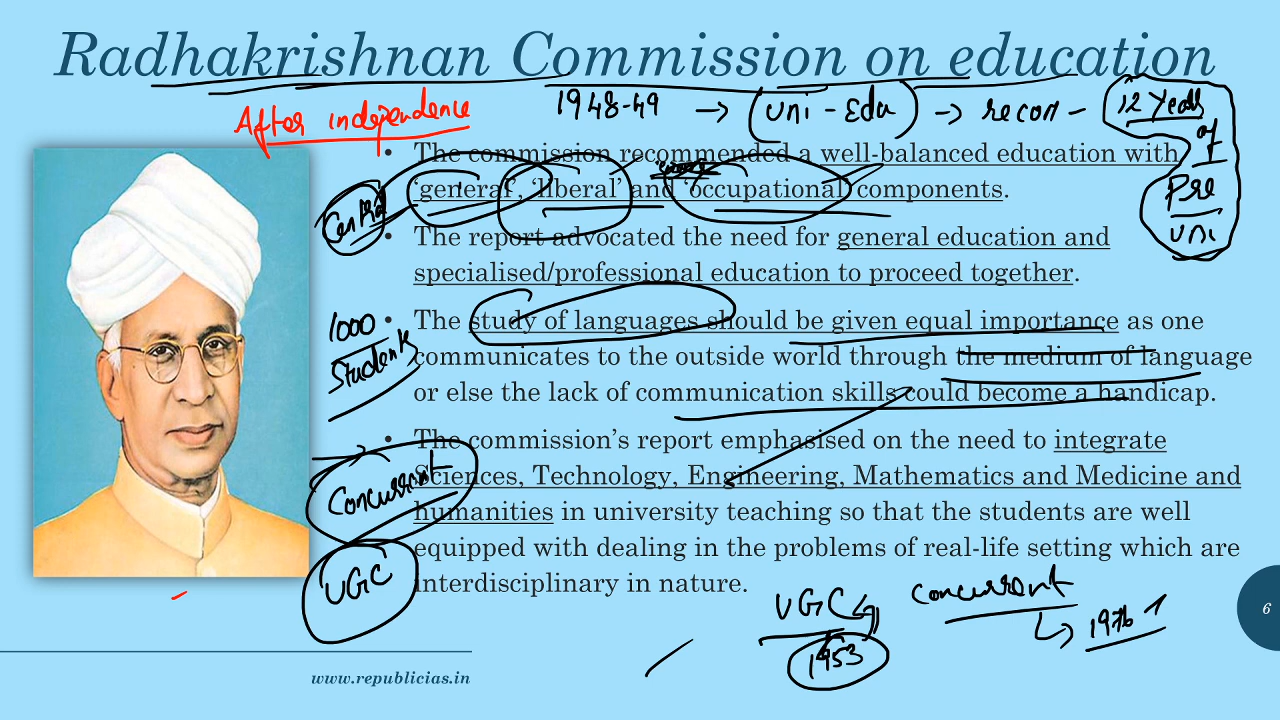 Radhakrishnan Commission on education
After independence
1948-49 → uni - Edu → recom - 12 Years
of
Pre
uni
• The commission recommended a well-balanced education with
'general', 'liberal' and 'occupational' components.
• The report advocated the need for general education and
specialised/professional education to proceed together.
1000
Students
• The study of languages should be given equal importance as one
communicates to the outside world through the medium of language
or else the lack of communication skills could become a handicap.
• The commission's report emphasised on the need to integrate
Sciences, Technology, Engineering, Mathematics and Medicine and
humanities in university teaching so that the students are well
equipped with dealing in the problems of real-life setting which are
interdisciplinary in nature.
Concurrent
UGC
UGC
1953
Concurrent
1976
6
www.republicias.in